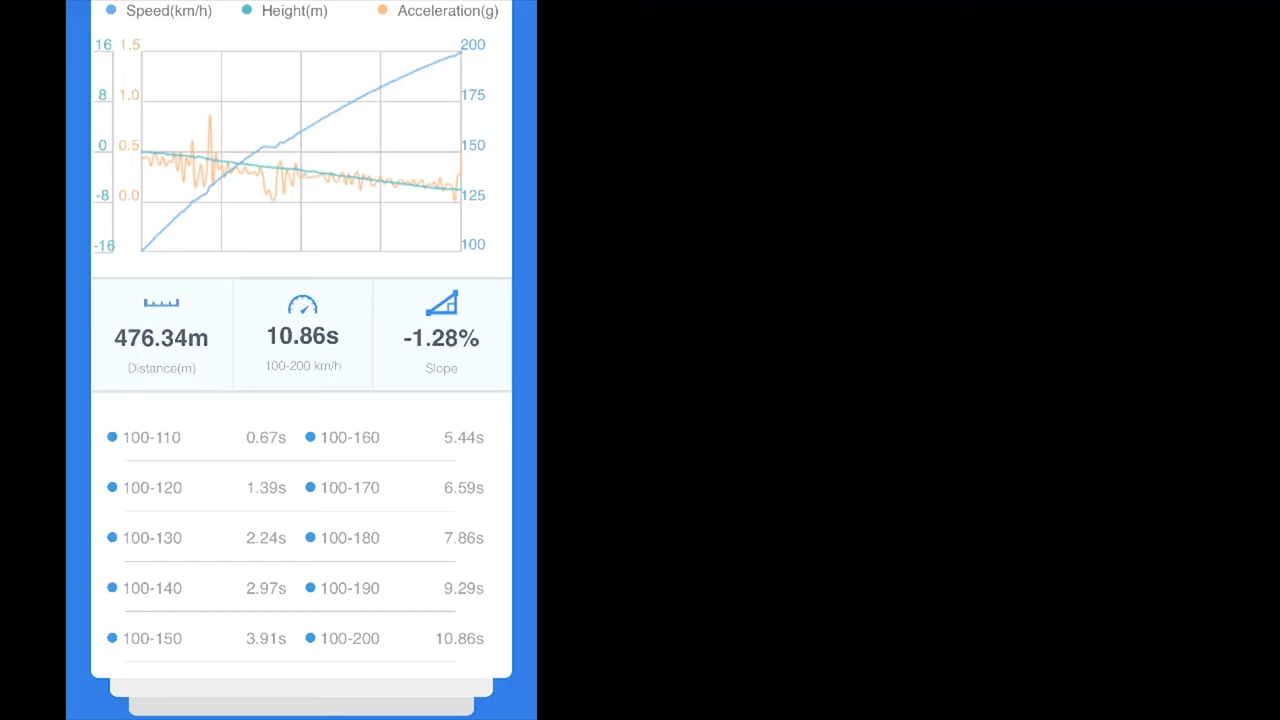 Speed(km/h) Height(m) Acceleration(g)
16 1.5 200
8 1.0 175
0 0.5 150
-8 0.0 125
-16 100
476.34m 10.86s -1.28%
Distance(m) 100-200 km/h Slope
100-110 0.67s 100-160 5.44s
100-120 1.39s 100-170 6.59s
100-130 2.24s 100-180 7.86s
100-140 2.97s 100-190 9.29s
100-150 3.91s 100-200 10.86s